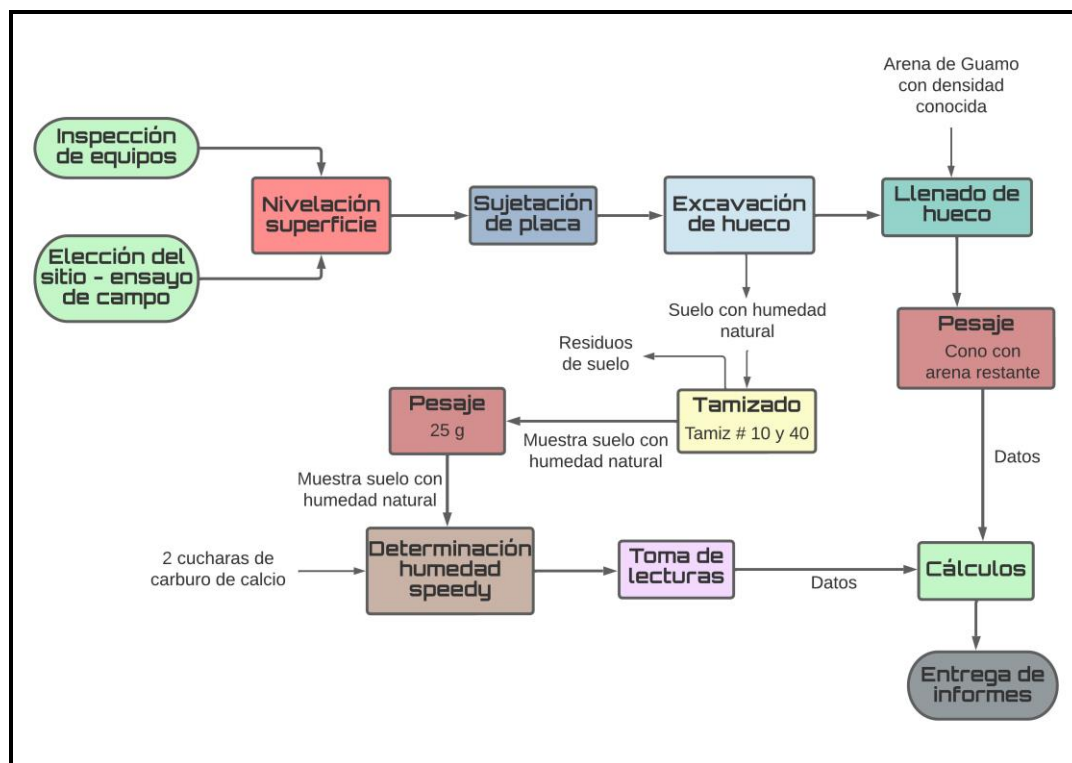 Arena de Guamo
con densidad
conocida
Inspección
de equipos
Nivelación
superficie
Sujetación
de placa
Excavación
de hueco
Llenado de
hueco
Elección del
sitio - ensayo
de campo
Suelo con humedad
natural
Pesaje
Cono con
arena restante
Residuos
de suelo
Tamizado
Tamiz # 10 y 40
Pesaje
25 g
Muestra suelo con
humedad natural
Muestra suelo con
humedad natural
Datos
2 cucharas de
carburo de calcio
Determinación
humedad
speedy
Toma de
lecturas
Datos
Cálculos
Entrega de
informes